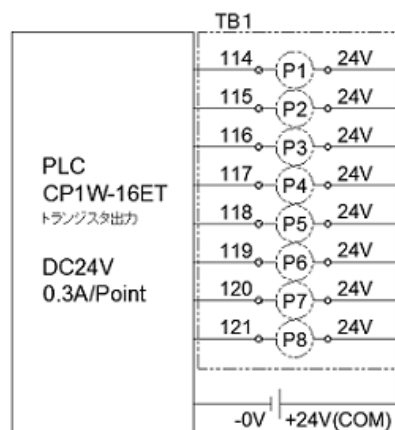 TB1
114 P1 24V
115 P2 24V
116 P3 24V
117 P4 24V
118 P5 24V
119 P6 24V
120 P7 24V
121 P8 24V
PLC
CP1W-16ET
トランジスタ出力
DC24V
0.3A/Point
-0V +24V(COM)